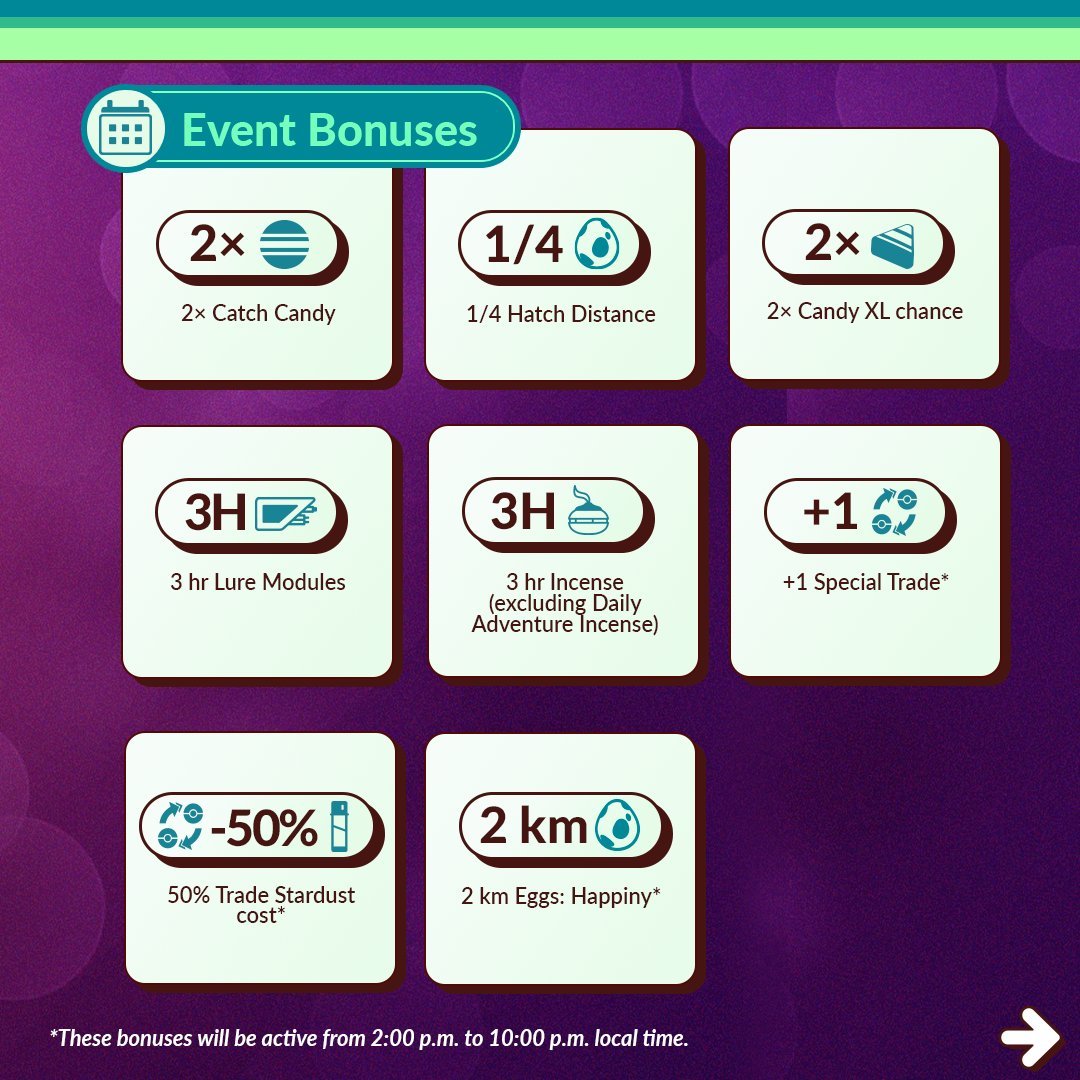 Event Bonuses
2×
2× Catch Candy
1/4
1/4 Hatch Distance
2×
2× Candy XL chance
3H
3 hr Lure Modules
3H
3 hr Incense
(excluding Daily
Adventure Incense)
+1
+1 Special Trade*
-50%
50% Trade Stardust
cost*
2 km
2 km Eggs: Happiny*
*These bonuses will be active from 2:00 p.m. to 10:00 p.m. local time.